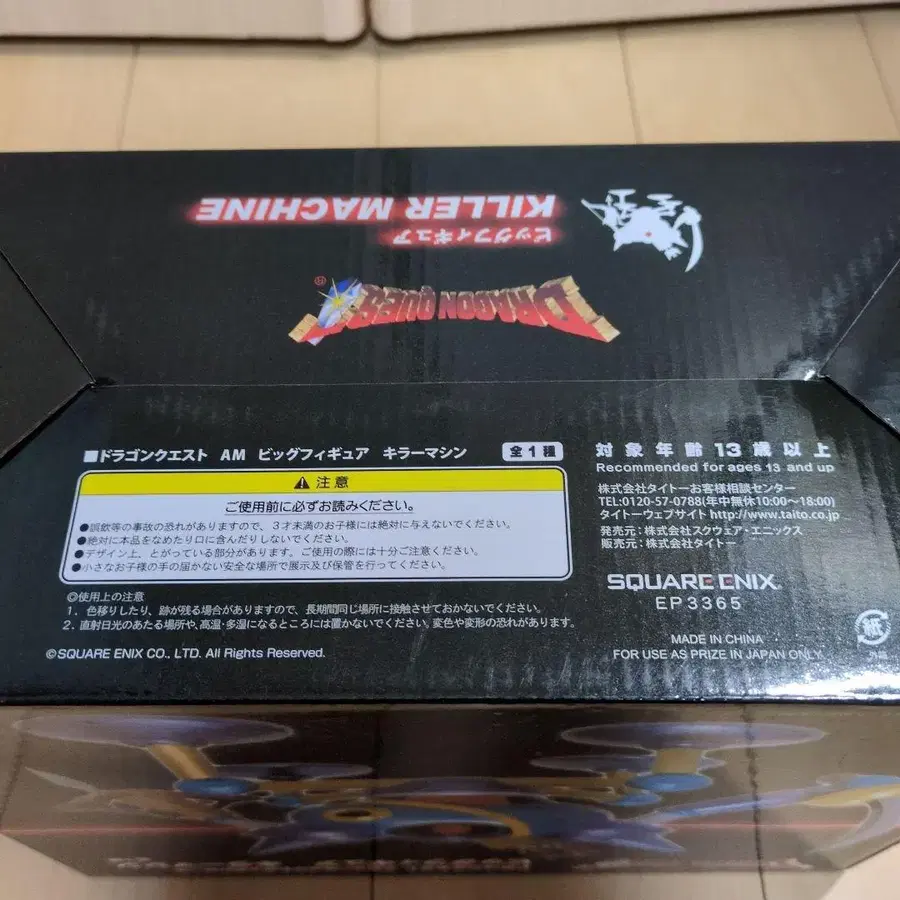 KILLER MACHINE
ビッグフィギュア
DRAGON QUEST®
■ドラゴンクエスト AM ビッグフィギュア キラーマシン 全1種
注意
ご使用前に必ずお読みください。
●誤飲等の事故の恐れがありますので、3才未満のお子様には絶対に与えないでください。
●絶対に本品をなめたり口に含んだりしないでください。
●デザイン上、とがっている部分があります。ご使用の際には十分ご注意ください。
●小さなお子様の手の届かない安全な場所で展示及び保管を行ってください。
◎使用上の注意
1. 色移りしたり、跡が残る場合がありますので、長期間同じ場所に接触させておかないでください。
2. 直射日光のあたる場所や、高温・多湿になるところには置かないでください。変色や変形の恐れがあります。
©SQUARE ENIX CO., LTD. All Rights Reserved.
対象年齢13歳以上
Recommended for ages 13 and up
株式会社タイトーお客様相談センター
TEL:0120-57-0788(年中無休10:00～18:00)
タイトーウェブサイト http://www.taito.co.jp
発売元：株式会社スクウェア・エニックス
販売元：株式会社タイトー
SQUARE ENIX.
EP3365
MADE IN CHINA
FOR USE AS PRIZE IN JAPAN ONLY.
紙
外箱